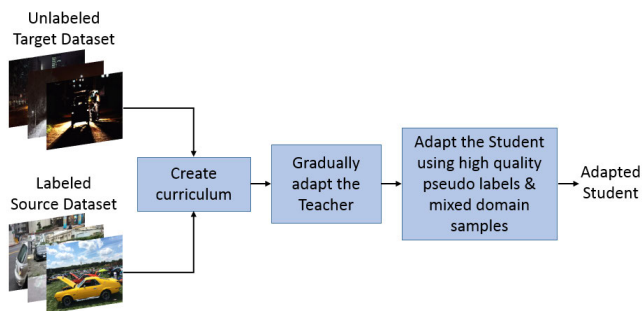 Unlabeled
Target Dataset
Labeled
Source Dataset
Create
curriculum
Gradually
adapt the
Teacher
Adapt the Student
using high quality
pseudo labels &
mixed domain
samples
Adapted
Student